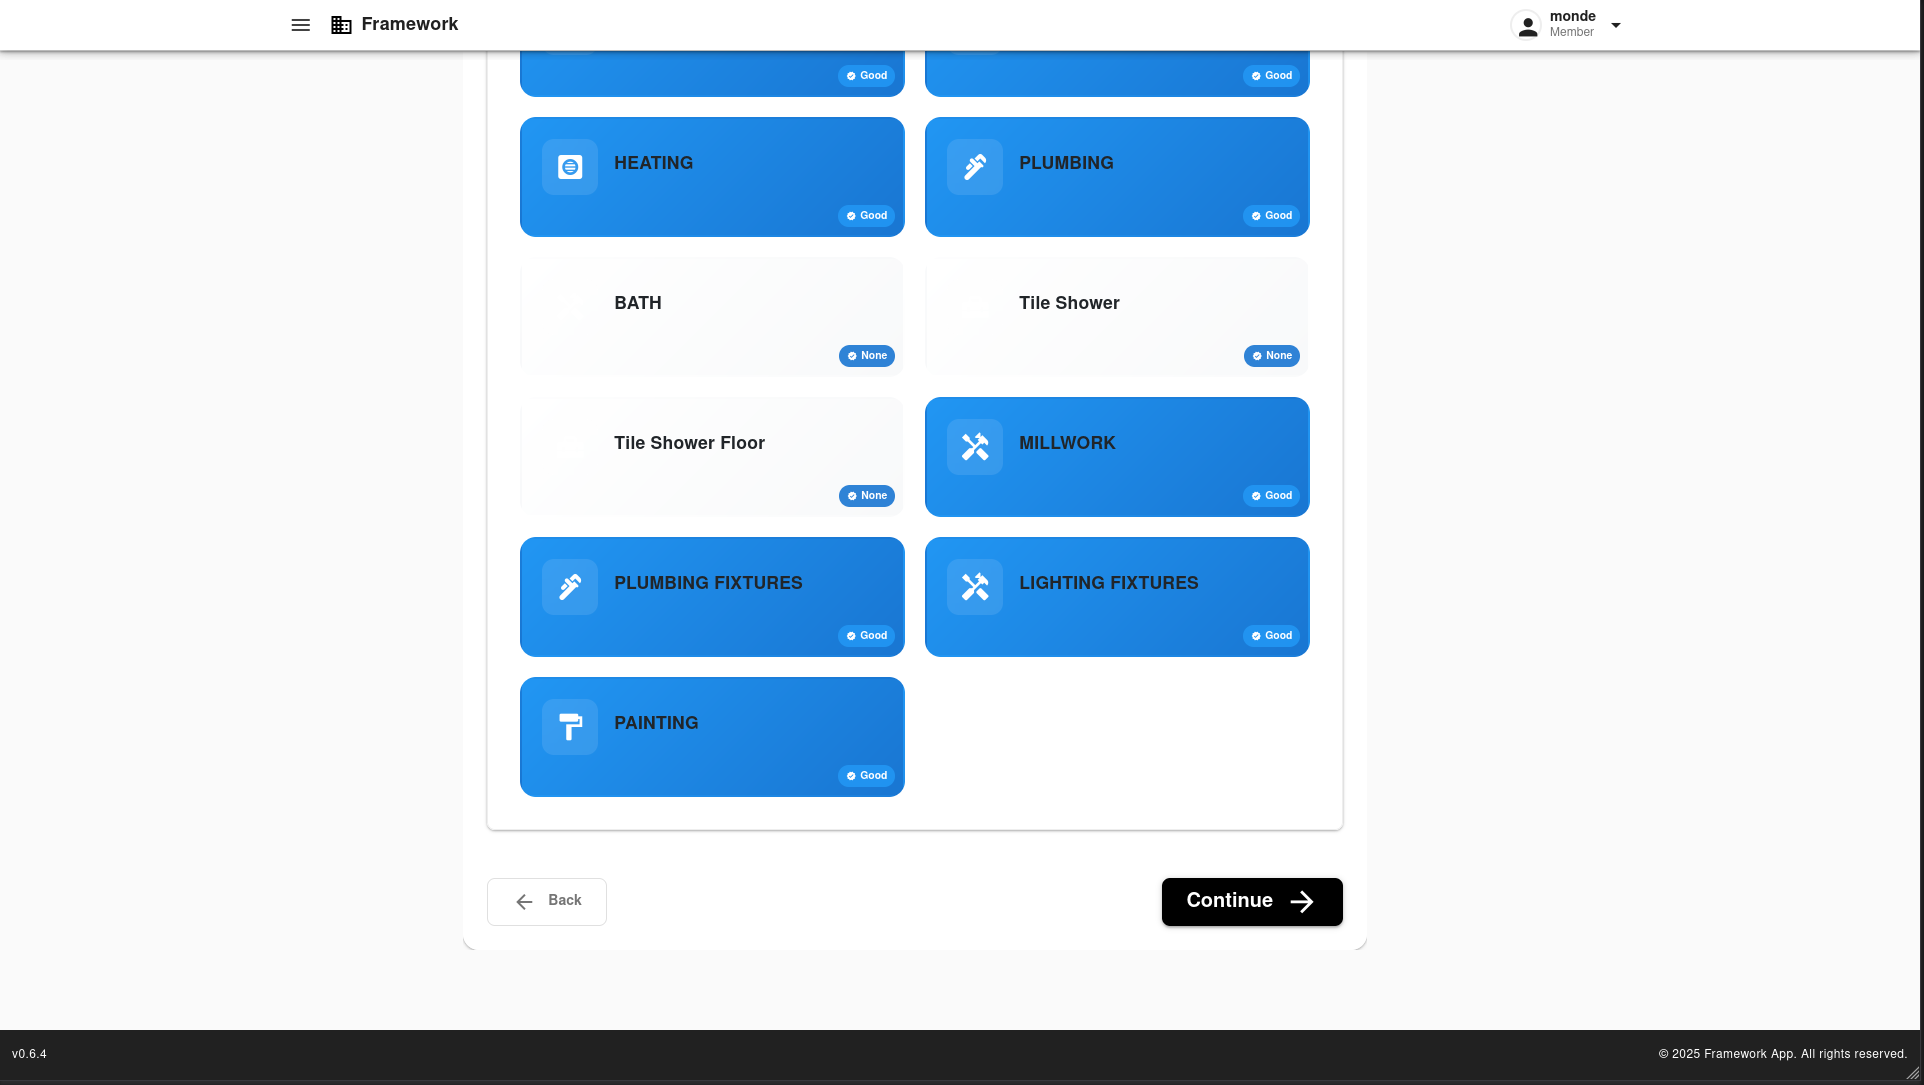 Framework
monde
Member
Good
Good
HEATING
Good
PLUMBING
Good
BATH
None
Tile Shower
None
Tile Shower Floor
None
MILLWORK
Good
PLUMBING FIXTURES
Good
LIGHTING FIXTURES
Good
PAINTING
Good
Back
Continue
v0.6.4
© 2025 Framework App. All rights reserved.